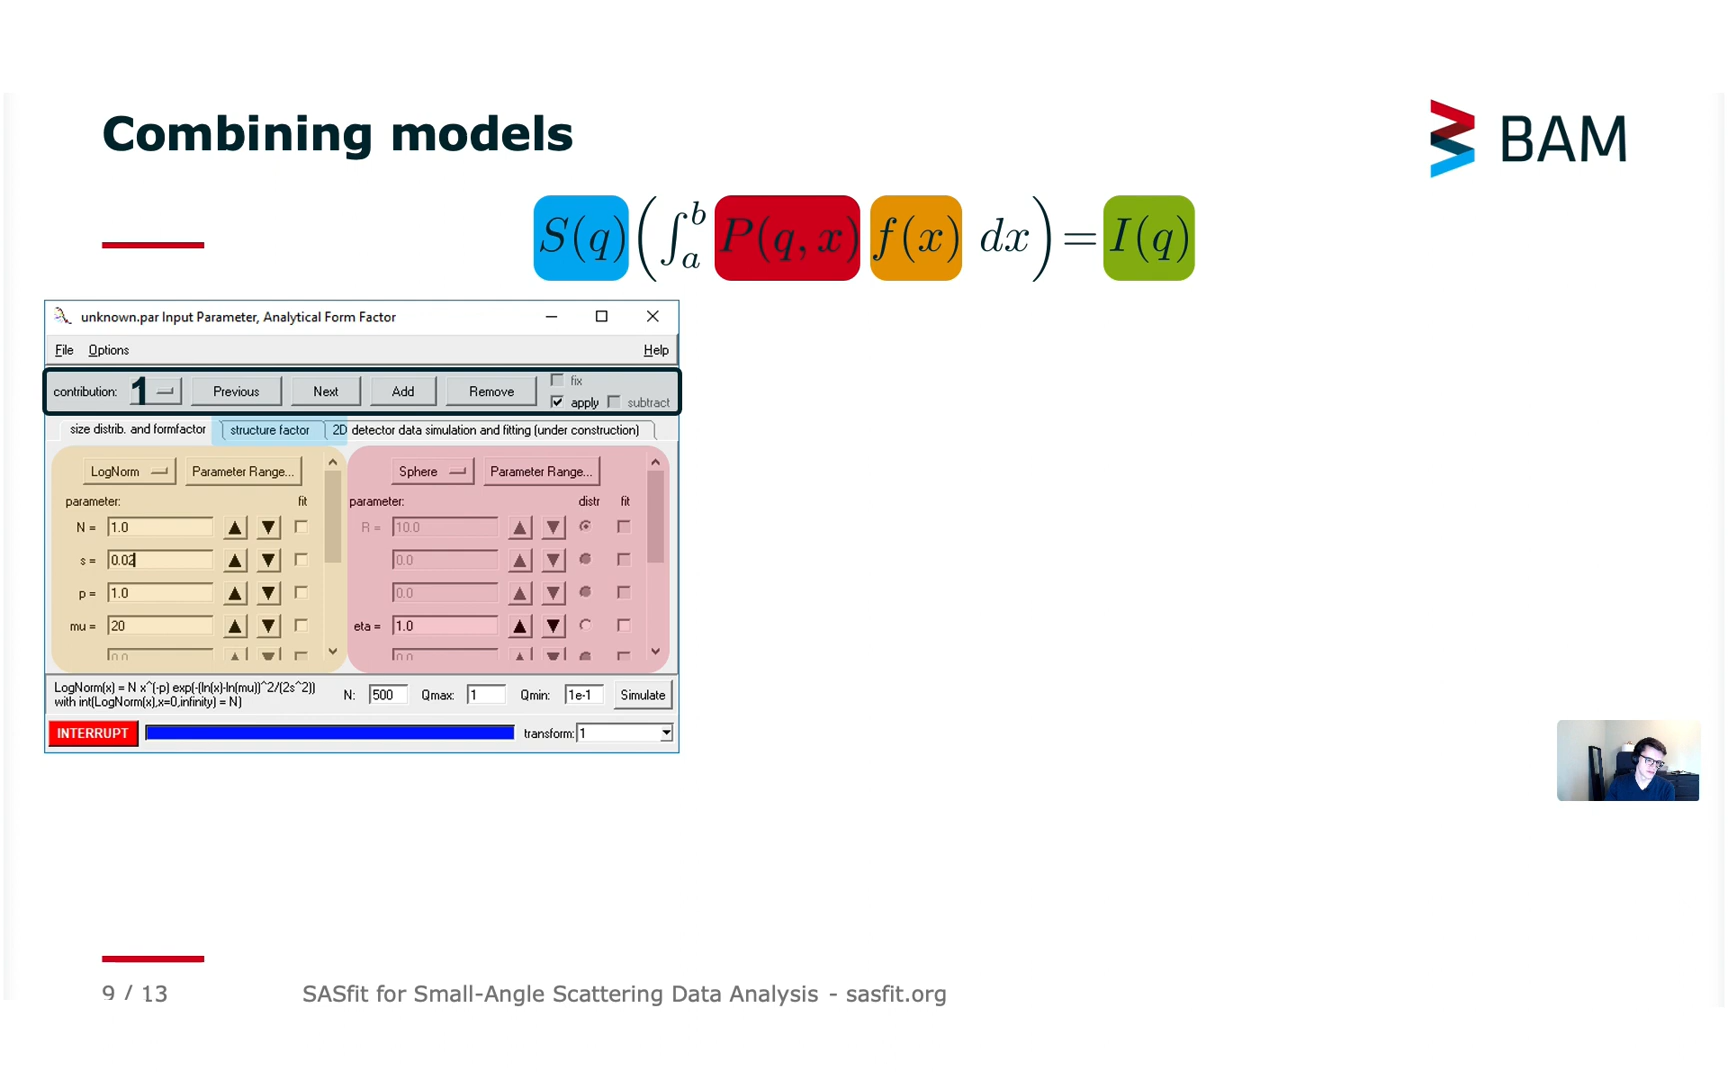 Combining models
BAM
S(q)(∫ₐᵇ P(q, x) f(x) dx) = I(q)
unknown.par Input Parameter, Analytical Form Factor
File Options Help
contribution: 1 Previous Next Add Remove fix
apply subtract
size distrib. and formfactor structure factor 2D detector data simulation and fitting (under construction)
LogNorm Parameter Range... Sphere Parameter Range...
parameter: fit parameter: distr fit
N = 1.0 R = 10.0
s = 0.02 0.0
p = 1.0 0.0
mu = 20 eta = 1.0
0.0 0.0
LogNorm(x) = N x^(-p) exp(-(ln(x)-ln(mu))^2/(2s^2))
with int(LogNorm(x),x=0,infinity) = N)
N: 500 Qmax: 1 Qmin: 1e-1 Simulate
INTERRUPT transform: 1
9 / 13 SASfit for Small-Angle Scattering Data Analysis - sasfit.org